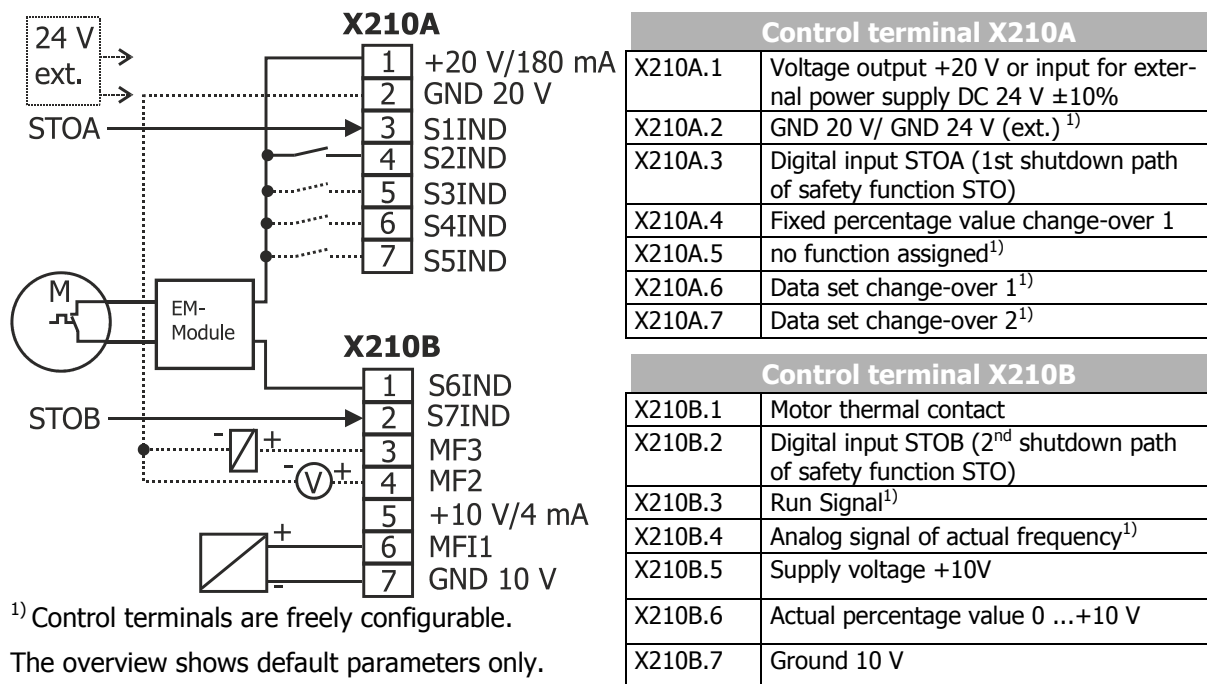 24 V
ext.
STOA
X210A
1 +20 V/180 mA
2 GND 20 V
3 S1IND
4 S2IND
5 S3IND
6 S4IND
7 S5IND
M
EM-
Module
X210B
1 S6IND
STOB
2 S7IND
- +
3 MF3
- V +
4 MF2
5 +10 V/4 mA
+
6 MFI1
-
7 GND 10 V
1) Control terminals are freely configurable.
The overview shows default parameters only.
Control terminal X210A
X210A.1 Voltage output +20 V or input for exter-
nal power supply DC 24 V ±10%
X210A.2 GND 20 V/ GND 24 V (ext.) 1)
X210A.3 Digital input STOA (1st shutdown path
of safety function STO)
X210A.4 Fixed percentage value change-over 1
X210A.5 no function assigned1)
X210A.6 Data set change-over 11)
X210A.7 Data set change-over 21)
Control terminal X210B
X210B.1 Motor thermal contact
X210B.2 Digital input STOB (2nd shutdown path
of safety function STO)
X210B.3 Run Signal1)
X210B.4 Analog signal of actual frequency1)
X210B.5 Supply voltage +10V
X210B.6 Actual percentage value 0 ...+10 V
X210B.7 Ground 10 V